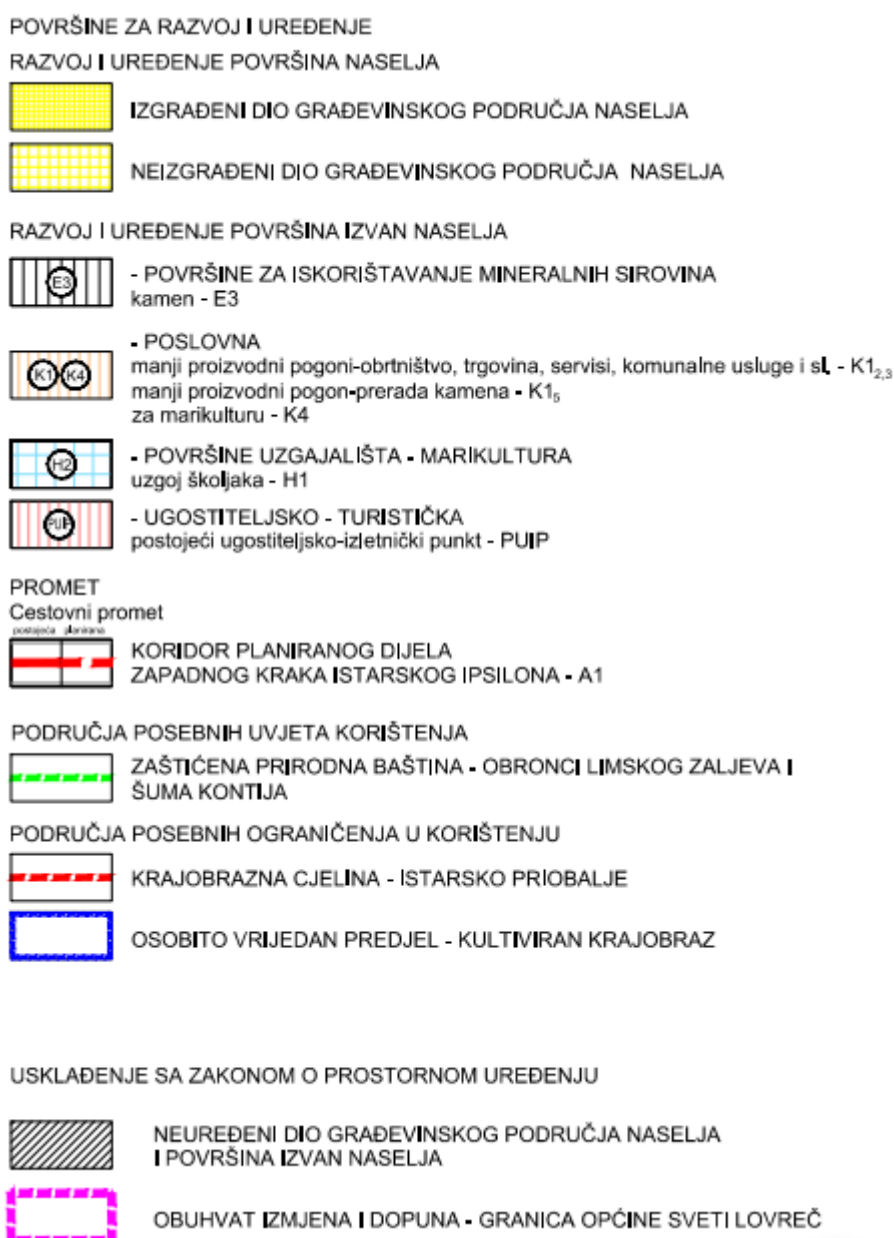 POVRŠINE ZA RAZVOJ I UREĐENJE
RAZVOJ I UREĐENJE POVRŠINA NASELJA
IZGRAĐENI DIO GRAĐEVINSKOG PODRUČJA NASELJA
NEIZGRAĐENI DIO GRAĐEVINSKOG PODRUČJA NASELJA
RAZVOJ I UREĐENJE POVRŠINA IZVAN NASELJA
E3
- POVRŠINE ZA ISKORIŠTAVANJE MINERALNIH SIROVINA
kamen - E3
- POSLOVNA
K1 K4
manji proizvodni pogoni-obrtništvo, trgovina, servisi, komunalne usluge i sl. - K1₂,₃
manji proizvodni pogon-prerada kamena - K1₅
za marikulturu - K4
H2
- POVRŠINE UZGAJALIŠTA - MARIKULTURA
uzgoj školjaka - H1
PUIP
- UGOSTITELJSKO - TURISTIČKA
postojeći ugostiteljsko-izletnički punkt - PUIP
PROMET
Cestovni promet
postojeća planirana
KORIDOR PLANIRANOG DIJELA
ZAPADNOG KRAKA ISTARSKOG IPSILONA - A1
PODRUČJA POSEBNIH UVJETA KORIŠTENJA
ZAŠTIĆENA PRIRODNA BAŠTINA - OBRONCI LIMSKOG ZALJEVA I
ŠUMA KONTIJA
PODRUČJA POSEBNIH OGRANIČENJA U KORIŠTENJU
KRAJOBRAZNA CJELINA - ISTARSKO PRIOBALJE
OSOBITO VRIJEDAN PREDJEL - KULTIVIRAN KRAJOBRAZ
USKLAĐENJE SA ZAKONOM O PROSTORNOM UREĐENJU
NEUREĐENI DIO GRAĐEVINSKOG PODRUČJA NASELJA
I POVRŠINA IZVAN NASELJA
OBUHVAT IZMJENA I DOPUNA - GRANICA OPĆINE SVETI LOVREČ